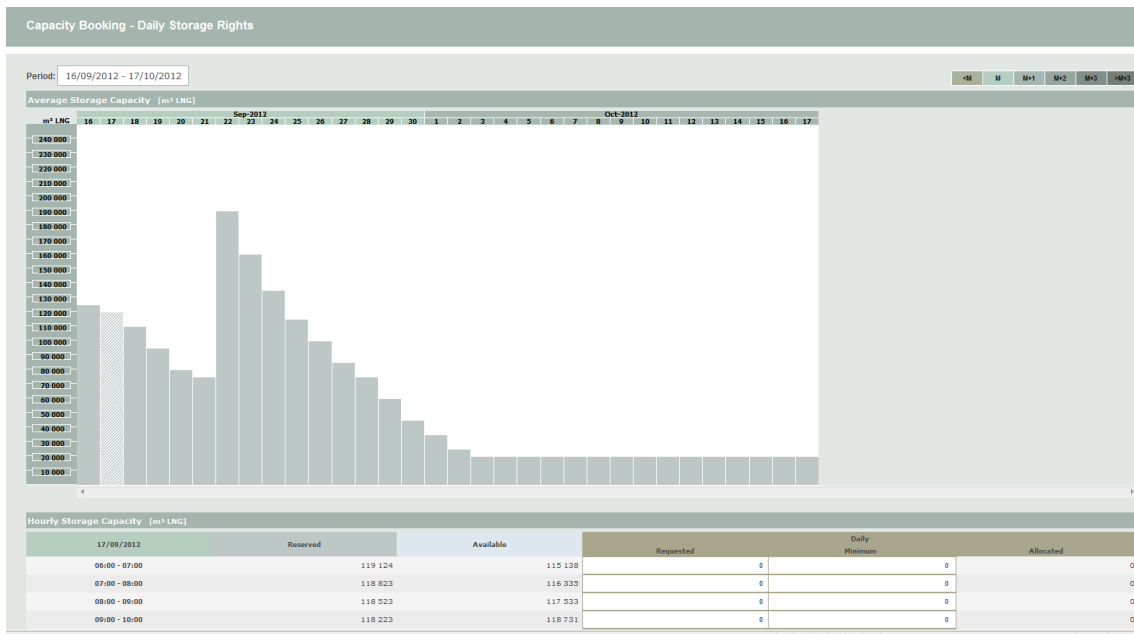 Capacity Booking - Daily Storage Rights
Period: 16/09/2012 - 17/10/2012
<M M M+1 M+2 M+3 >M+3
Average Storage Capacity [m³ LNG]
Sep-2012 Oct-2012
m³ LNG 16 17 18 19 20 21 22 23 24 25 26 27 28 29 30 1 2 3 4 5 6 7 8 9 10 11 12 13 14 15 16 17
240 000
230 000
220 000
210 000
200 000
190 000
180 000
170 000
160 000
150 000
140 000
130 000
120 000
110 000
100 000
90 000
80 000
70 000
60 000
50 000
40 000
30 000
20 000
10 000
Hourly Storage Capacity [m³ LNG]
17/09/2012 Reserved Available Daily
Requested Minimum Allocated
06:00 - 07:00 119 124 115 138 0 0 0
07:00 - 08:00 118 823 116 335 0 0 0
08:00 - 09:00 118 523 117 533 0 0 0
09:00 - 10:00 118 223 118 731 0 0 0